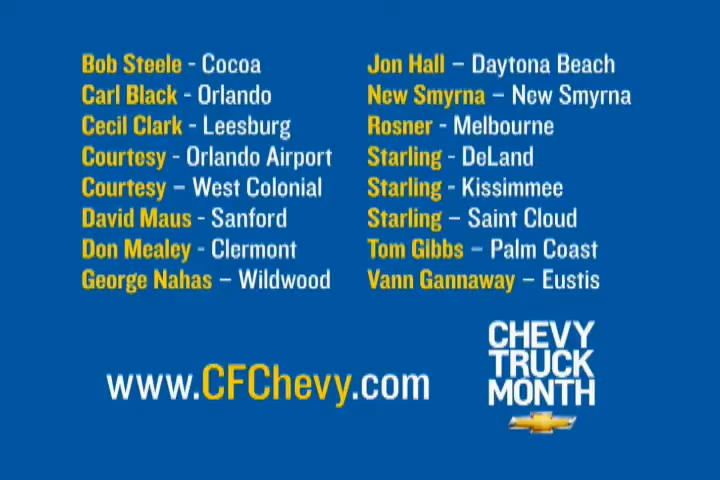 Bob Steele - Cocoa
Carl Black - Orlando
Cecil Clark - Leesburg
Courtesy - Orlando Airport
Courtesy – West Colonial
David Maus - Sanford
Don Mealey - Clermont
George Nahas – Wildwood
Jon Hall – Daytona Beach
New Smyrna – New Smyrna
Rosner - Melbourne
Starling - DeLand
Starling - Kissimmee
Starling – Saint Cloud
Tom Gibbs – Palm Coast
Vann Gannaway – Eustis
www.CFChevy.com
CHEVY
TRUCK
MONTH